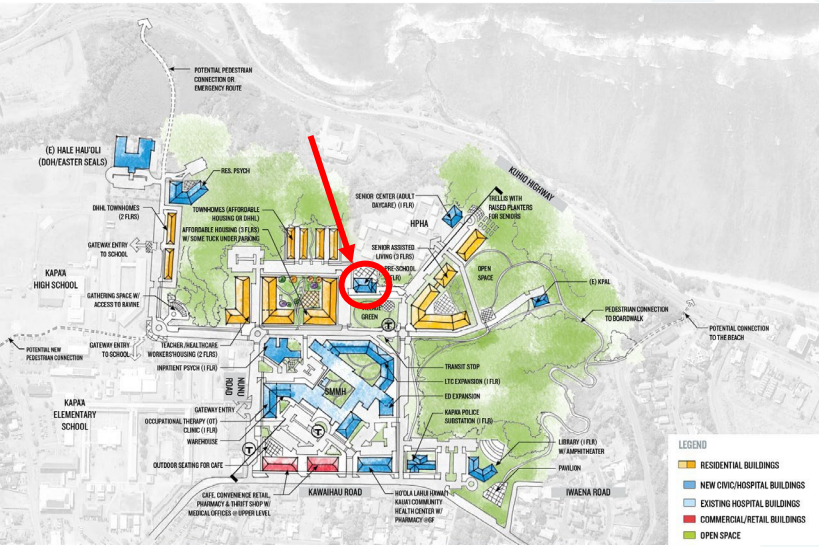 POTENTIAL PEDESTRIAN
CONNECTION OR
EMERGENCY ROUTE
(E) HALE HAU'OLI
(DOH/EASTER SEALS)
RES. PSYCH
DHHL TOWNHOMES
(2 FLRS)
TOWNHOMES (AFFORDABLE
HOUSING OR DHHL)
AFFORDABLE HOUSING (3 FLRS)
W/ SOME TUCK UNDER PARKING
GATEWAY ENTRY
TO SCHOOL
KAPA'A
HIGH SCHOOL
GATHERING SPACE W/
ACCESS TO RAVINE
SENIOR CENTER (ADULT
DAYCARE) (1 FLR)
HPHA
KUHIO HIGHWAY
TRELLIS WITH
RAISED PLANTERS
FOR SENIORS
SENIOR ASSISTED
LIVING (3 FLRS)
PRE-SCHOOL
FLR)
GREEN
T
OPEN
SPACE
(E) KPAL
PEDESTRIAN CONNECTION
TO BOARDWALK
POTENTIAL CONNECTION
TO THE BEACH
POTENTIAL NEW
PEDESTRIAN CONNECTION
GATEWAY ENTRY
TO SCHOOL
TEACHER /HEALTHCARE
WORKERS'HOUSING (2 FLRS)
INPATIENT PSYCH (1 FLR)
NUNU
ROAD
KAPA'A
ELEMENTARY
SCHOOL
GATEWAY ENTRY
OCCUPATIONAL THERAPY (OT)
CLINIC (1 FLR)
WAREHOUSE
OUTDOOR SEATING FOR CAFE
SMMH
T
T
TRANSIT STOP
LTC EXPANSION (1 FLR)
ED EXPANSION
KAPA'A POLICE
SUBSTATION (1 FLR)
LIBRARY (1 FLR)
W/ AMPHITHEATER
PAVILION
CAFE, CONVENIENCE RETAIL,
PHARMACY & THRIFT SHOP W/
MEDICAL OFFICES @ UPPER LEVEL
KAWAIHAU ROAD
HO'OLA LAHUI HAWAI'I
KAUA'I COMMUNITY
HEALTH CENTER W/
PHARMACY @GF
IWAENA ROAD
LEGEND
RESIDENTIAL BUILDINGS
NEW CIVIC/HOSPITAL BUILDINGS
EXISTING HOSPITAL BUILDINGS
COMMERCIAL/RETAIL BUILDINGS
OPEN SPACE